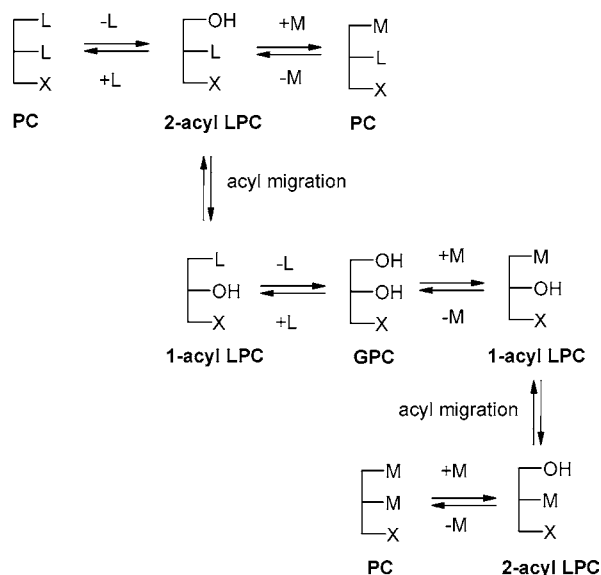 L -L OH +M M
L L L
X +L X -M X
PC 2-acyl LPC PC
acyl migration
L -L OH +M M
OH OH OH
X +L X -M X
1-acyl LPC GPC 1-acyl LPC
acyl migration
M +M OH
M M
X -M X
PC 2-acyl LPC